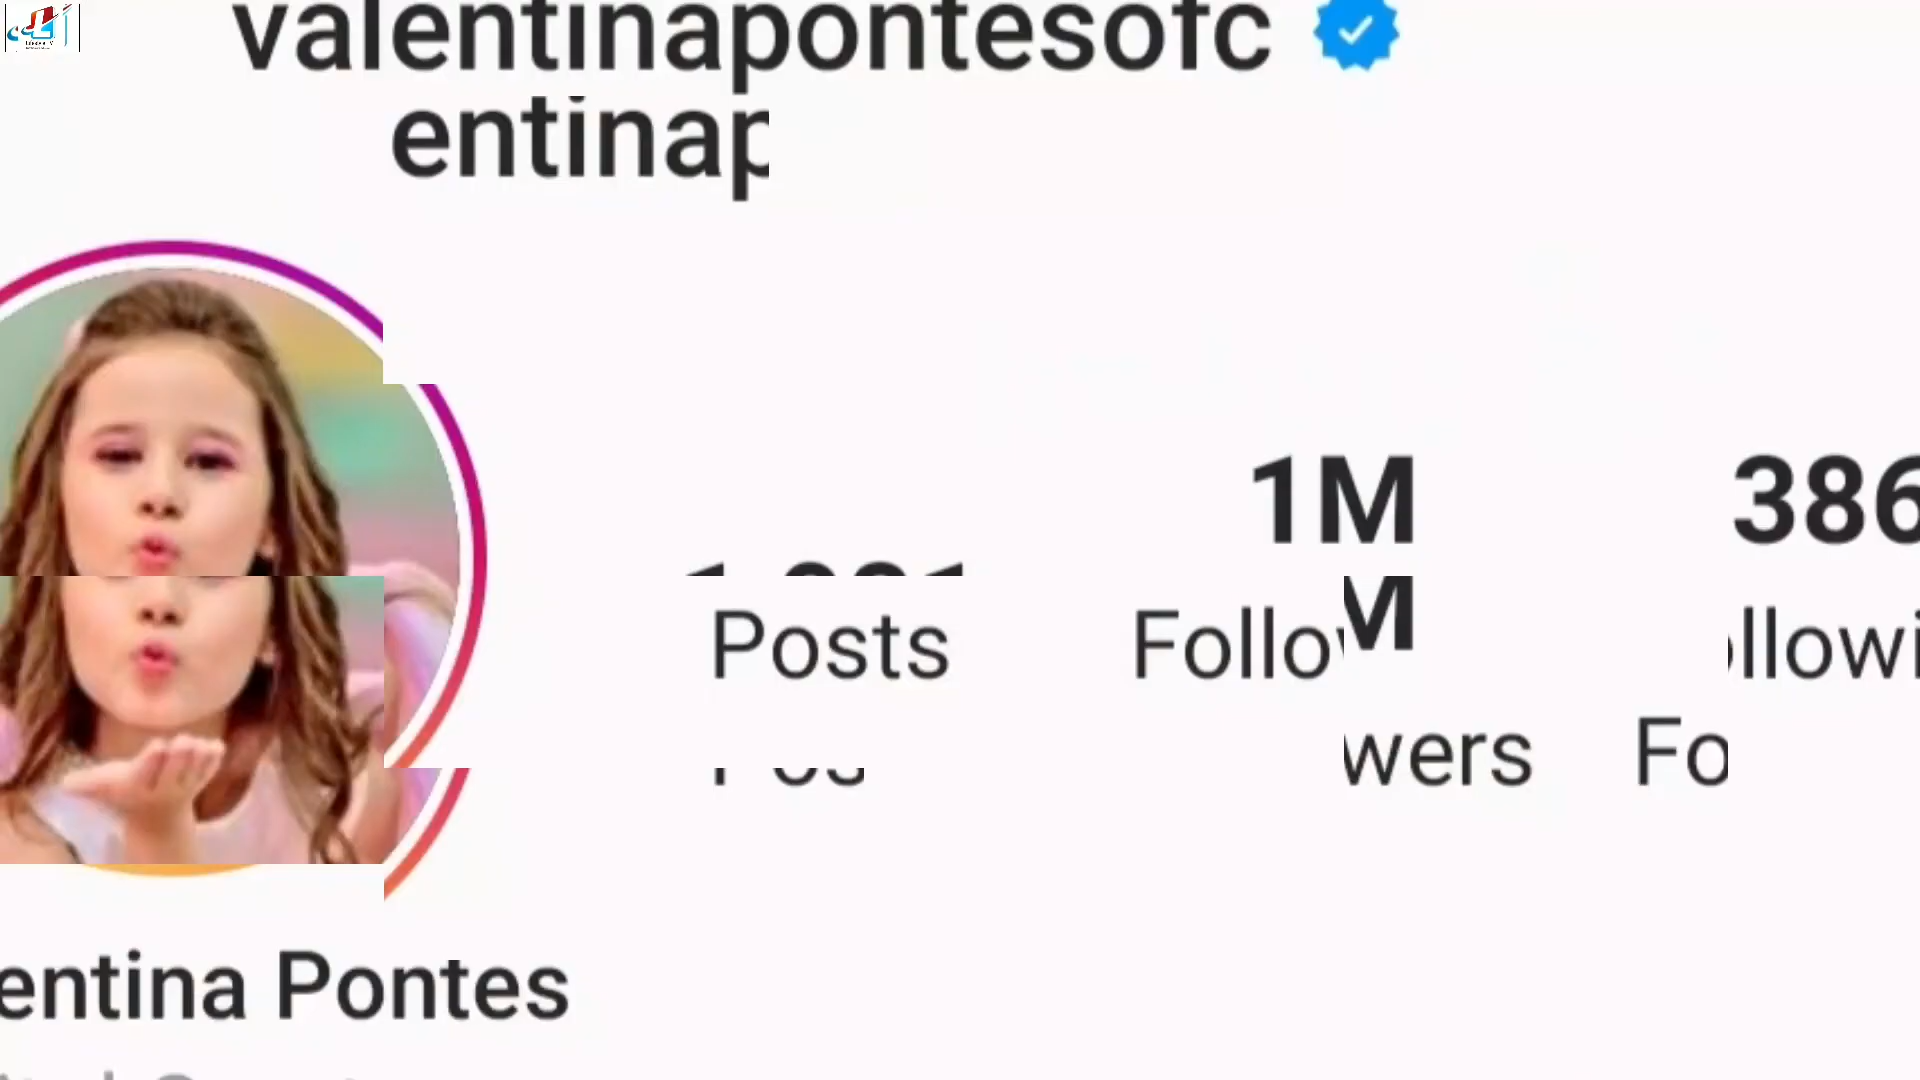 valentinapontesofc
entinap
1M
386
Posts
Follo
M
llowi
wers
Fo
entina Pontes